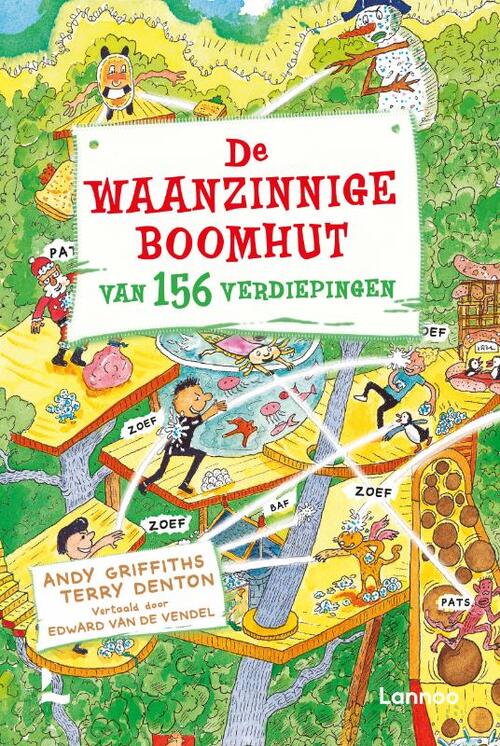 De
WAANZINNIGE
BOOMHUT
VAN 156 VERDIEPINGEN
PAT
ZOEF
ZOEF
ZOEF
BAF
ZOEF
PATS
ANDY GRIFFITHS
TERRY DENTON
Vertaald door
EDWARD VAN DE VENDEL
Lannoo